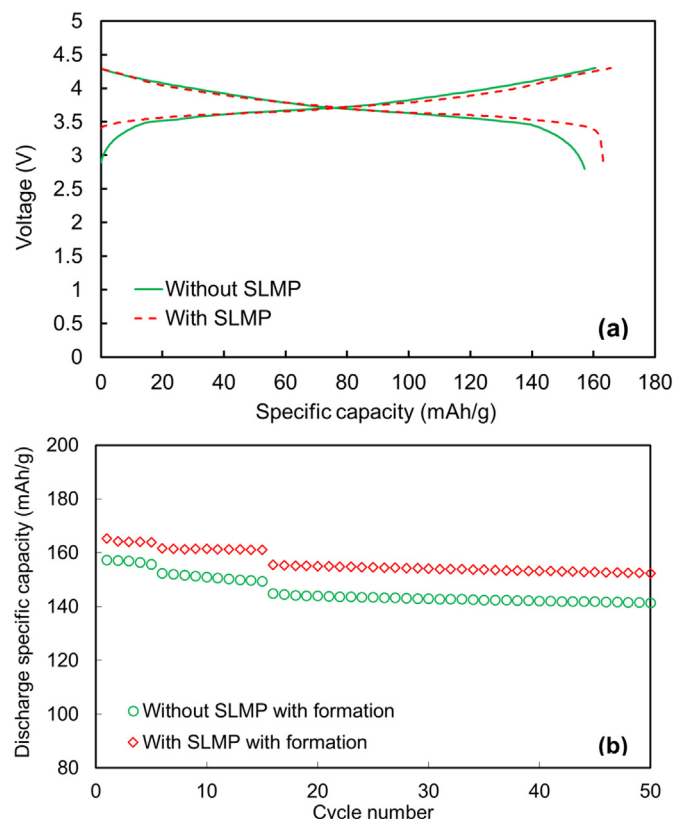 5
4.5
4
3.5
3
2.5
2
1.5
1
0.5
0
Voltage (V)
Without SLMP
With SLMP
(a)
0 20 40 60 80 100 120 140 160 180
Specific capacity (mAh/g)
200
180
160
140
120
100
80
Discharge specific capacity (mAh/g)
Without SLMP with formation
With SLMP with formation
(b)
0 10 20 30 40 50
Cycle number